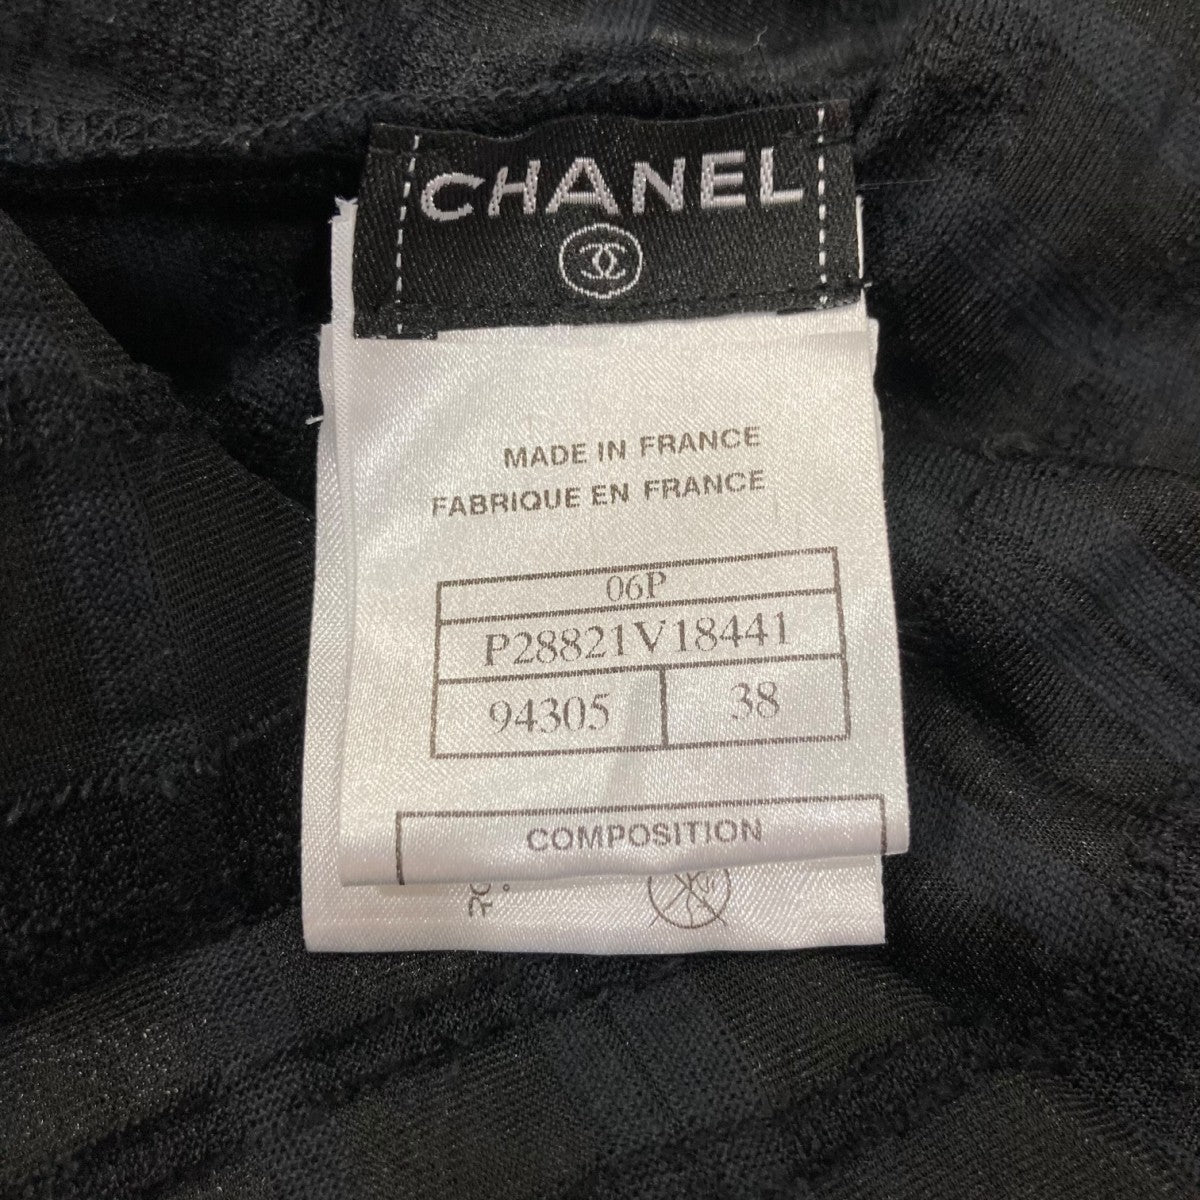 CHANEL
MADE IN FRANCE
FABRIQUE EN FRANCE
06P
P28821V18441
94305 38
COMPOSITION